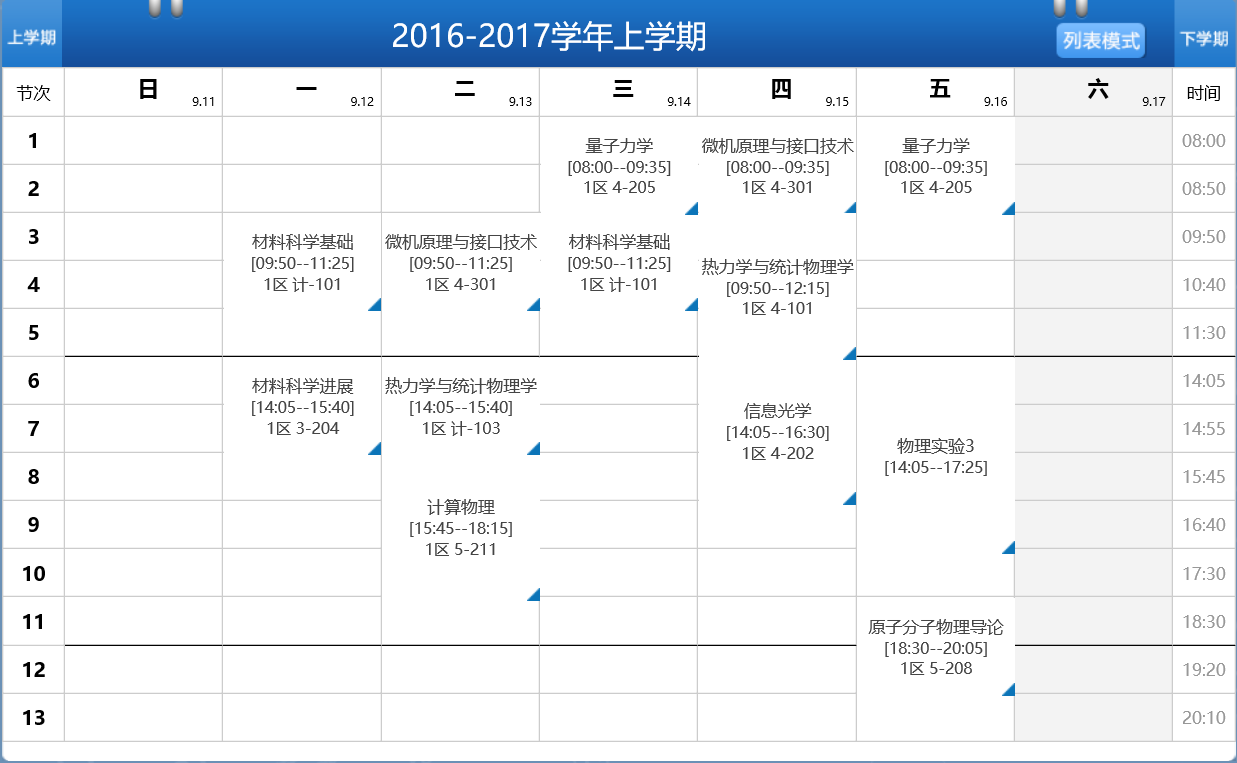 上学期
2016-2017学年上学期
列表模式
下学期
节次
日 9.11
一 9.12
二 9.13
三 9.14
四 9.15
五 9.16
六 9.17
时间
1
08:00
量子力学
[08:00--09:35]
1区 4-205
微机原理与接口技术
[08:00--09:35]
1区 4-301
量子力学
[08:00--09:35]
1区 4-205
2
08:50
3
09:50
材料科学基础
[09:50--11:25]
1区 计-101
微机原理与接口技术
[09:50--11:25]
1区 4-301
材料科学基础
[09:50--11:25]
1区 计-101
热力学与统计物理学
[09:50--12:15]
1区 4-101
4
10:40
5
11:30
6
14:05
材料科学进展
[14:05--15:40]
1区 3-204
热力学与统计物理学
[14:05--15:40]
1区 计-103
信息光学
[14:05--16:30]
1区 4-202
物理实验3
[14:05--17:25]
7
14:55
8
15:45
计算物理
[15:45--18:15]
1区 5-211
9
16:40
10
17:30
11
18:30
原子分子物理导论
[18:30--20:05]
1区 5-208
12
19:20
13
20:10